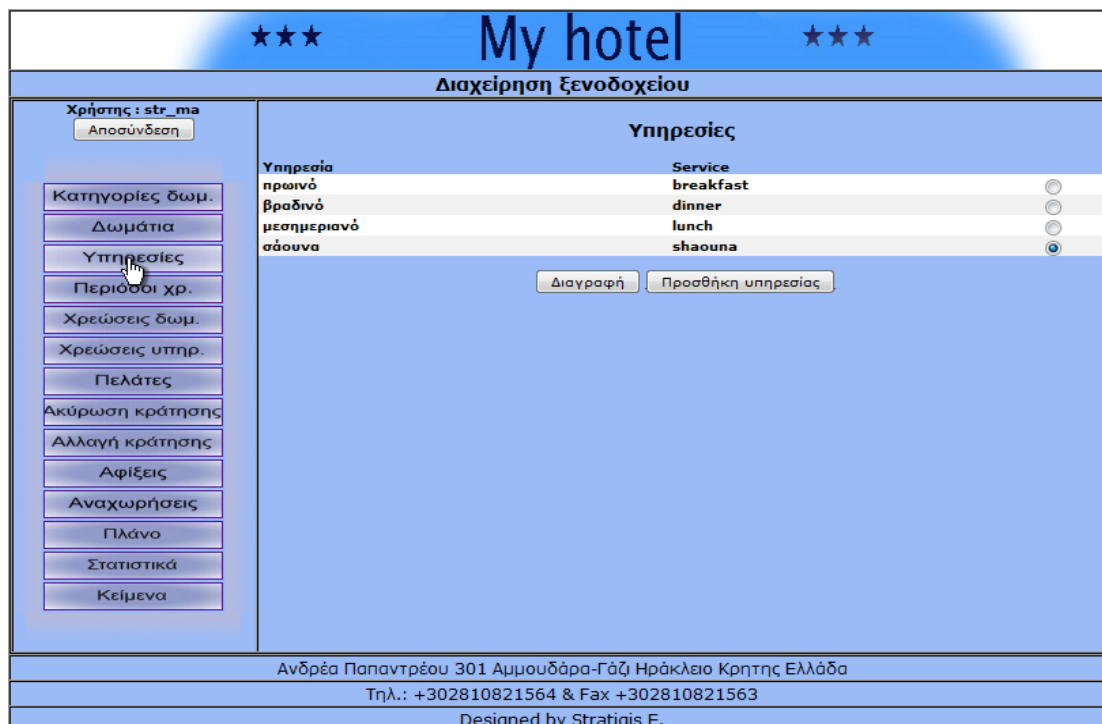 ★★★ My hotel ★★★
Διαχείρηση ξενοδοχείου
Χρήστης : str_ma
Αποσύνδεση
Κατηγορίες δωμ.
Δωμάτια
Υπηρεσίες
Περιόδοι χρ.
Χρεώσεις δωμ.
Χρεώσεις υπηρ.
Πελάτες
Ακύρωση κράτησης
Αλλαγή κράτησης
Αφίξεις
Αναχωρήσεις
Πλάνο
Στατιστικά
Κείμενα
Υπηρεσίες
Υπηρεσία Service
πρωινό breakfast
βραδινό dinner
μεσημεριανό lunch
σάουνα shaouna
Διαγραφή Προσθήκη υπηρεσίας
Ανδρέα Παπαντρέου 301 Αμμουδάρα-Γάζι Ηράκλειο Κρητης Ελλάδα
Τηλ.: +302810821564 & Fax +302810821563
Designed by Stratigis E.